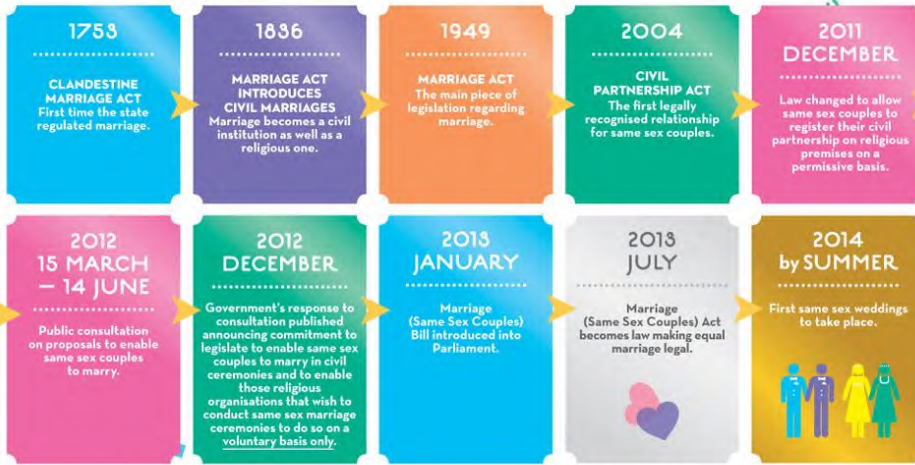 1753
CLANDESTINE
MARRIAGE ACT
First time the state
regulated marriage.
1836
MARRIAGE ACT
INTRODUCES
CIVIL MARRIAGES
Marriage becomes a civil
institution as well as a
religious one.
1949
MARRIAGE ACT
The main piece of
legislation regarding
marriage.
2004
CIVIL
PARTNERSHIP ACT
The first legally
recognised relationship
for same sex couples.
2011
DECEMBER
Law changed to allow
same sex couples to
register their civil
partnership on religious
premises on a
permissive basis.
2012
15 MARCH
— 14 JUNE
Public consultation
on proposals to enable
same sex couples
to marry.
2012
DECEMBER
Government's response to
consultation published
announcing commitment to
legislate to enable same sex
couples to marry in civil
ceremonies and to enable
those religious
organisations that wish to
conduct same sex marriage
ceremonies to do so on a
voluntary basis only.
2013
JANUARY
Marriage
(Same Sex Couples)
Bill introduced into
Parliament.
2013
JULY
Marriage
(Same Sex Couples) Act
becomes law making equal
marriage legal.
2014
by SUMMER
First same sex weddings
to take place.